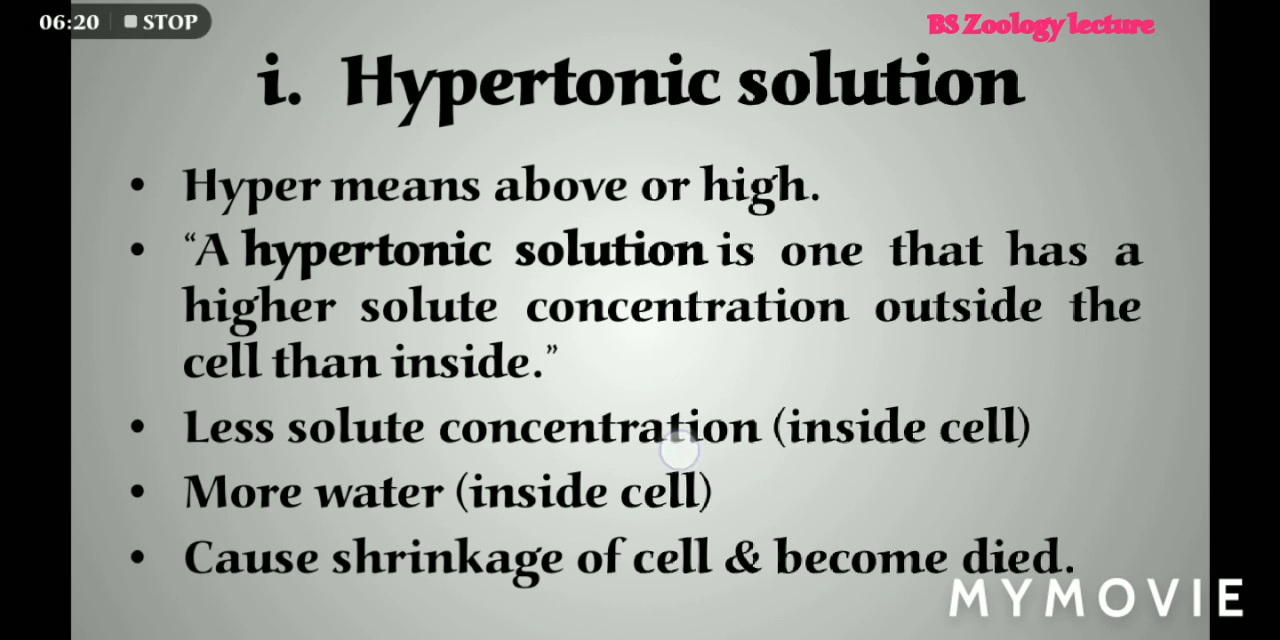 06:20 STOP
BS Zoology lecture
i. Hypertonic solution
• Hyper means above or high.
• “A hypertonic solution is one that has a
higher solute concentration outside the
cell than inside.”
• Less solute concentration (inside cell)
• More water (inside cell)
• Cause shrinkage of cell & become died.
MYMOVIE